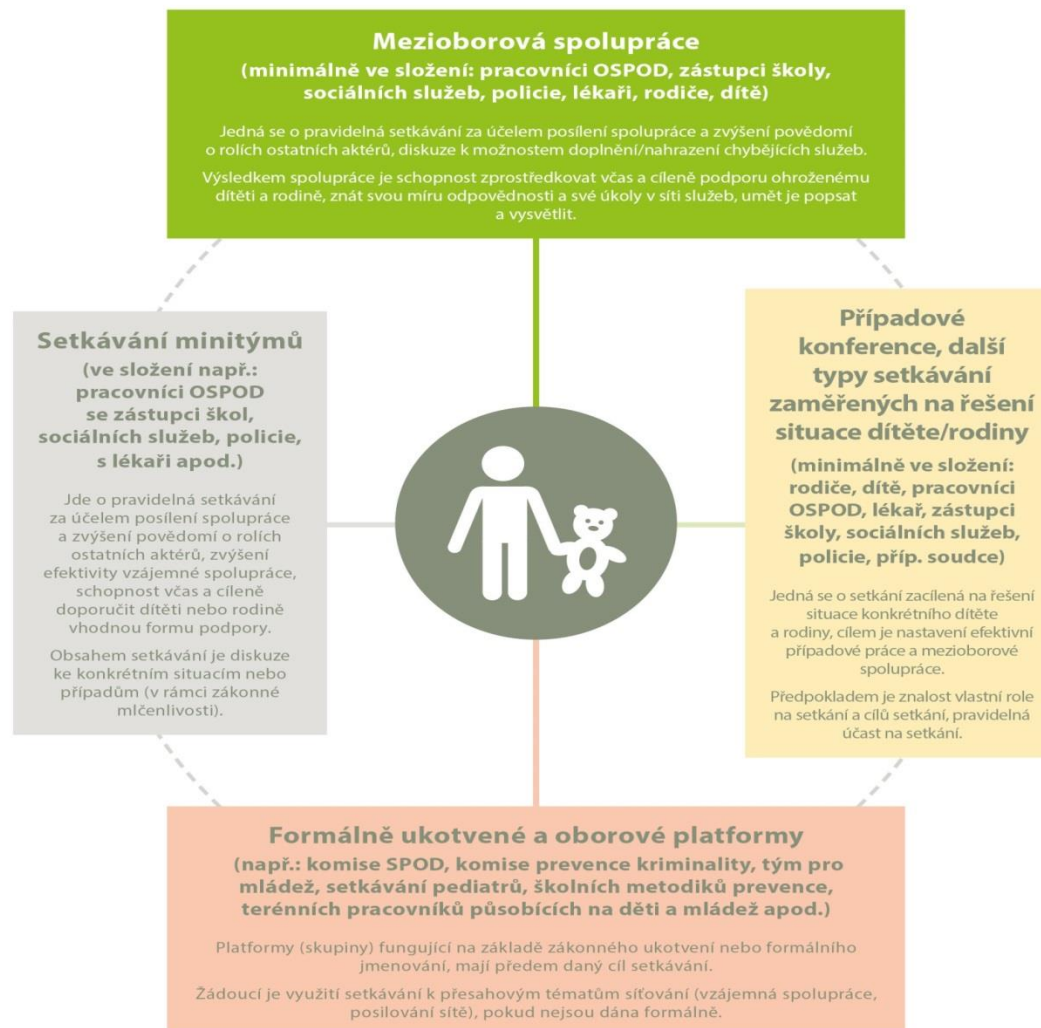 Mezioborová spolupráce
(minimálně ve složení: pracovníci OSPOD, zástupci školy,
sociálních služeb, policie, lékaři, rodiče, dítě)
Jedná se o pravidelná setkávání za účelem posílení spolupráce a zvýšení povědomí
o rolích ostatních aktérů, diskuze k možnostem doplnění/nahrazení chybějících služeb.
Výsledkem spolupráce je schopnost zprostředkovat včas a cíleně podporu ohroženému
dítěti a rodině, znát svou míru odpovědnosti a své úkoly v síti služeb, umět je popsat
a vysvětlit.
Setkávání minitýmů
(ve složení např.:
pracovníci OSPOD
se zástupci škol,
sociálních služeb, policie,
s lékaři apod.)
Jde o pravidelná setkávání
za účelem posílení spolupráce
a zvýšení povědomí o rolích
ostatních aktérů, zvýšení
efektivity vzájemné spolupráce,
schopnost včas a cíleně
doporučit dítěti nebo rodině
vhodnou formu podpory.
Obsahem setkávání je diskuze
ke konkrétním situacím nebo
případům (v rámci zákonné
mlčenlivosti).
Případové
konference, další
typy setkávání
zaměřených na řešení
situace dítěte/rodiny
(minimálně ve složení:
rodiče, dítě, pracovníci
OSPOD, lékař, zástupci
školy, sociálních služeb,
policie, příp. soudce)
Jedná se o setkání zacílená na řešení
situace konkrétního dítěte
a rodiny, cílem je nastavení efektivní
případové práce a mezioborové
spolupráce.
Předpokladem je znalost vlastní role
na setkání a cílů setkání, pravidelná
účast na setkání.
Formálně ukotvené a oborové platformy
(např.: komise SPOD, komise prevence kriminality, tým pro
mládež, setkávání pediatrů, školních metodiků prevence,
terénních pracovníků působících na děti a mládež apod.)
Platformy (skupiny) fungující na základě zákonného ukotvení nebo formálního
jmenování, mají předem daný cíl setkávání.
Žádoucí je využití setkávání k přesahovým tématům síťování (vzájemná spolupráce,
posilování sítě), pokud nejsou dána formálně.